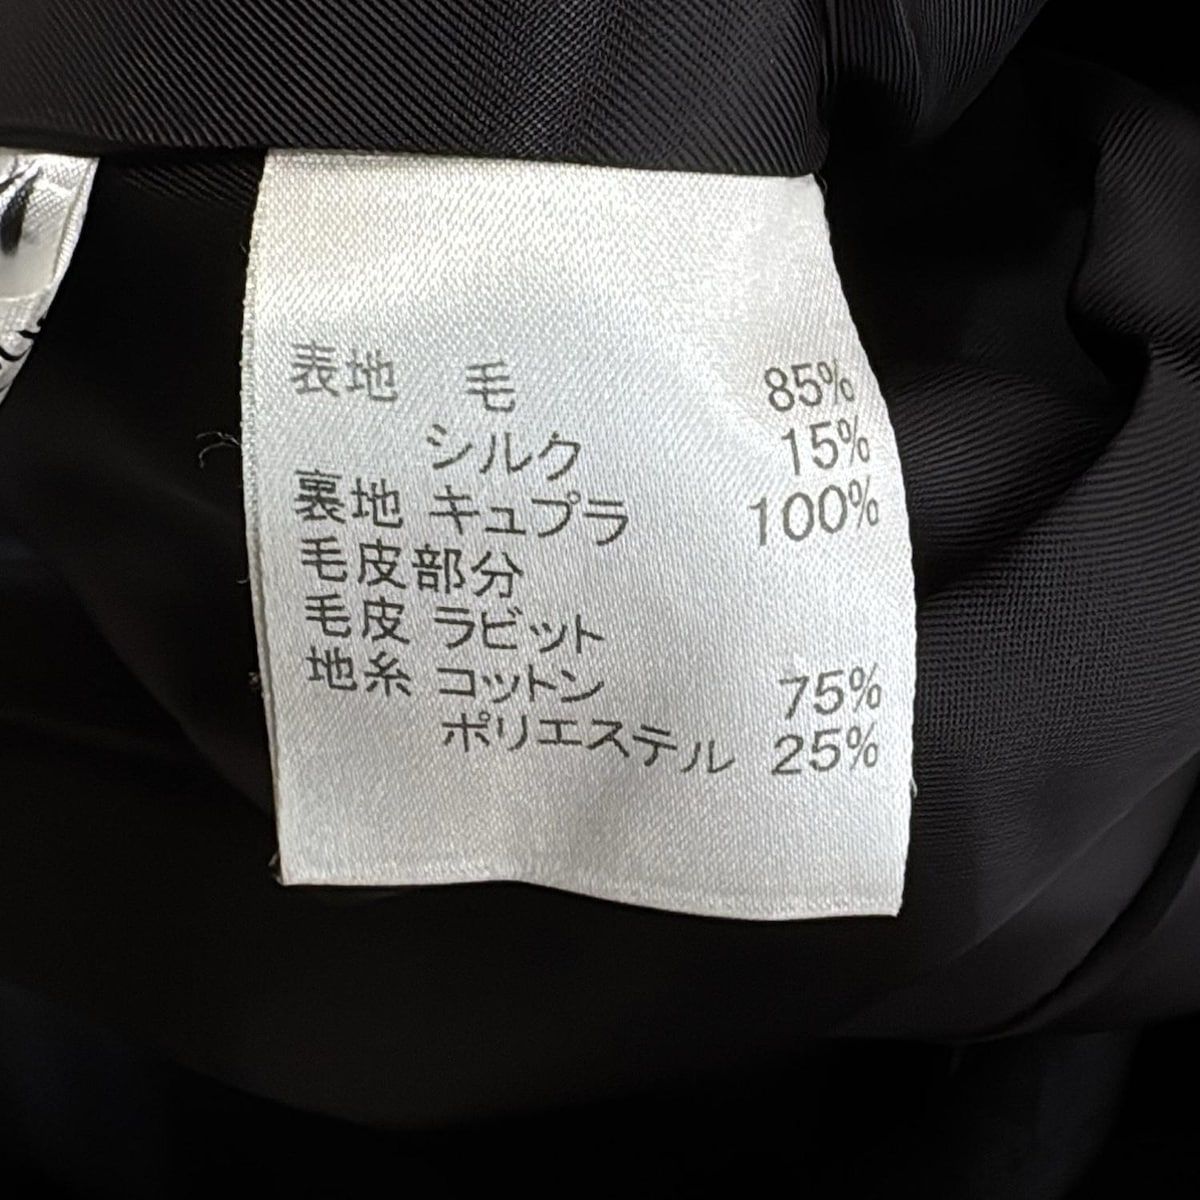 表地 毛 85%
シルク 15%
裏地 キュプラ 100%
毛皮部分
毛皮 ラビット
地糸 コットン 75%
ポリエステル 25%